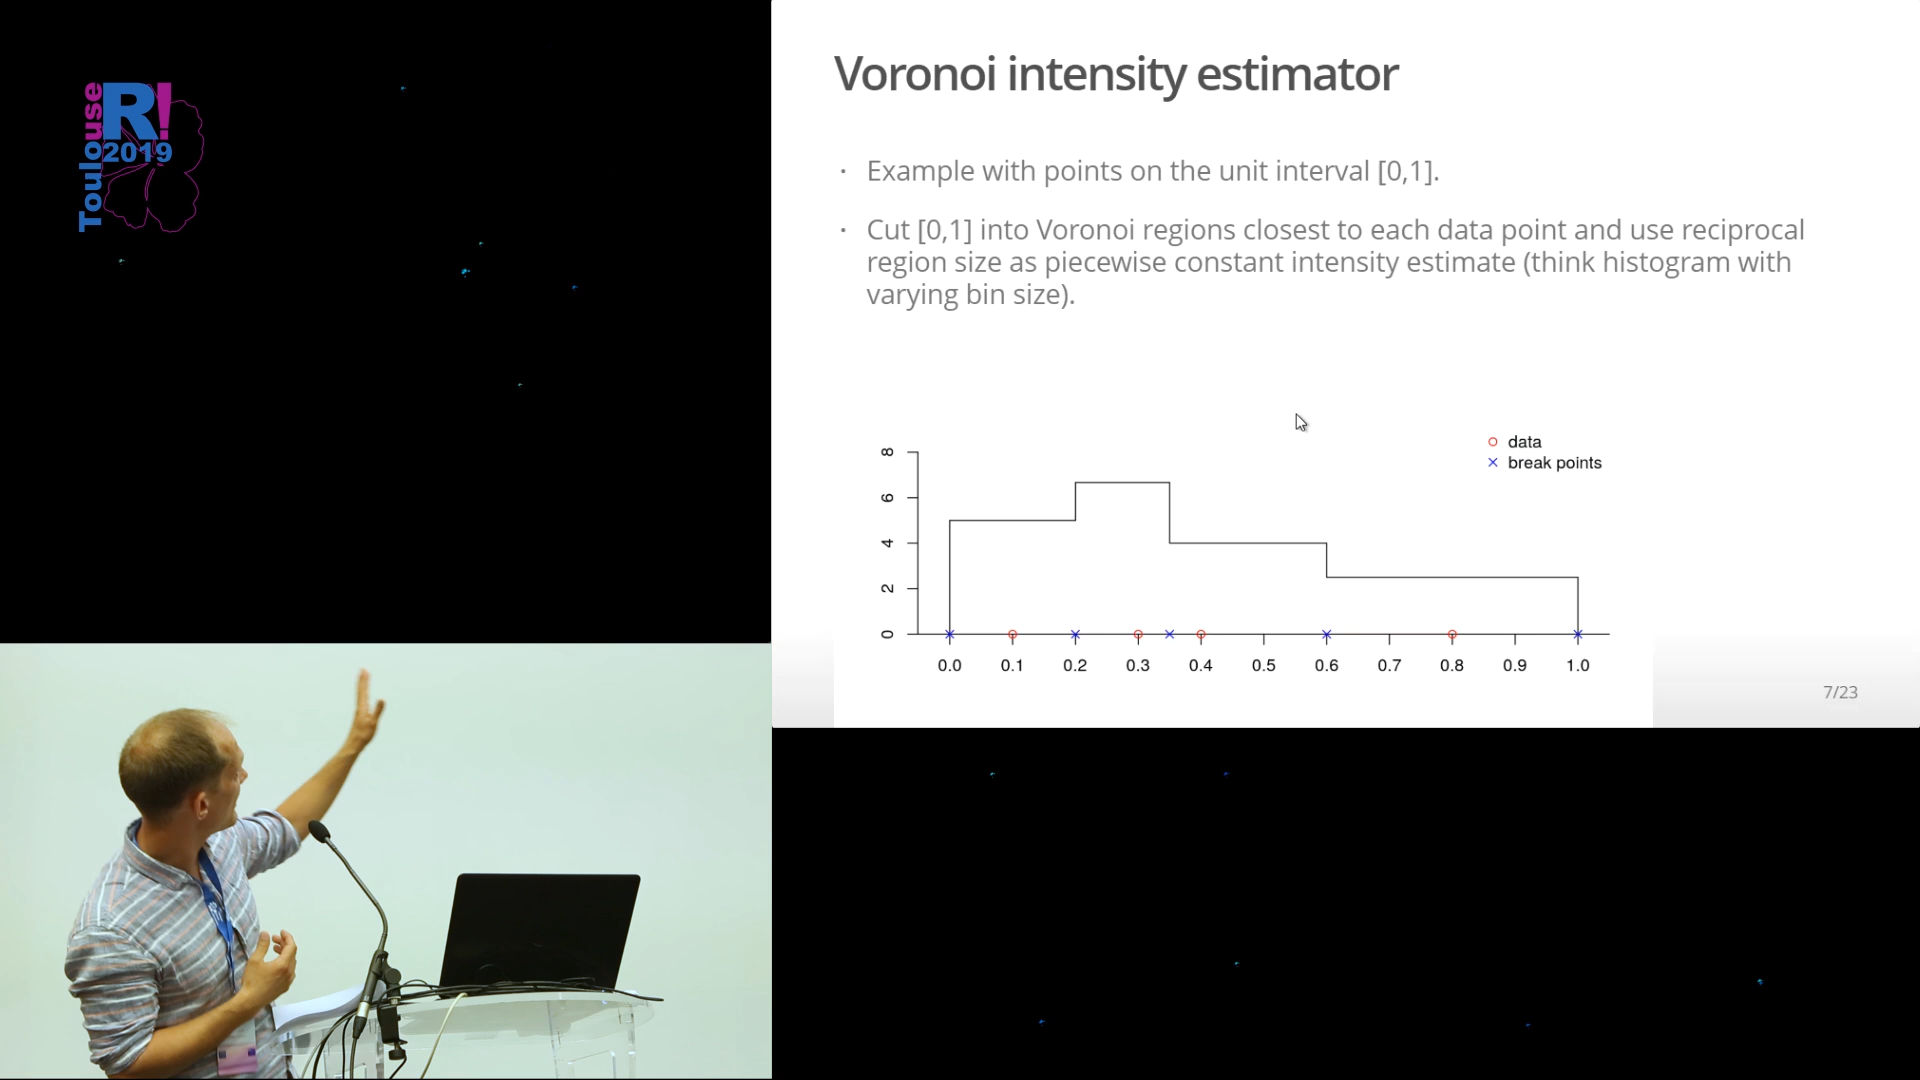 Toulouse
R!
2019
Voronoi intensity estimator
· Example with points on the unit interval [0,1].
· Cut [0,1] into Voronoi regions closest to each data point and use reciprocal
region size as piecewise constant intensity estimate (think histogram with
varying bin size).
data
break points
8
6
4
2
0
0.0 0.1 0.2 0.3 0.4 0.5 0.6 0.7 0.8 0.9 1.0
7/23